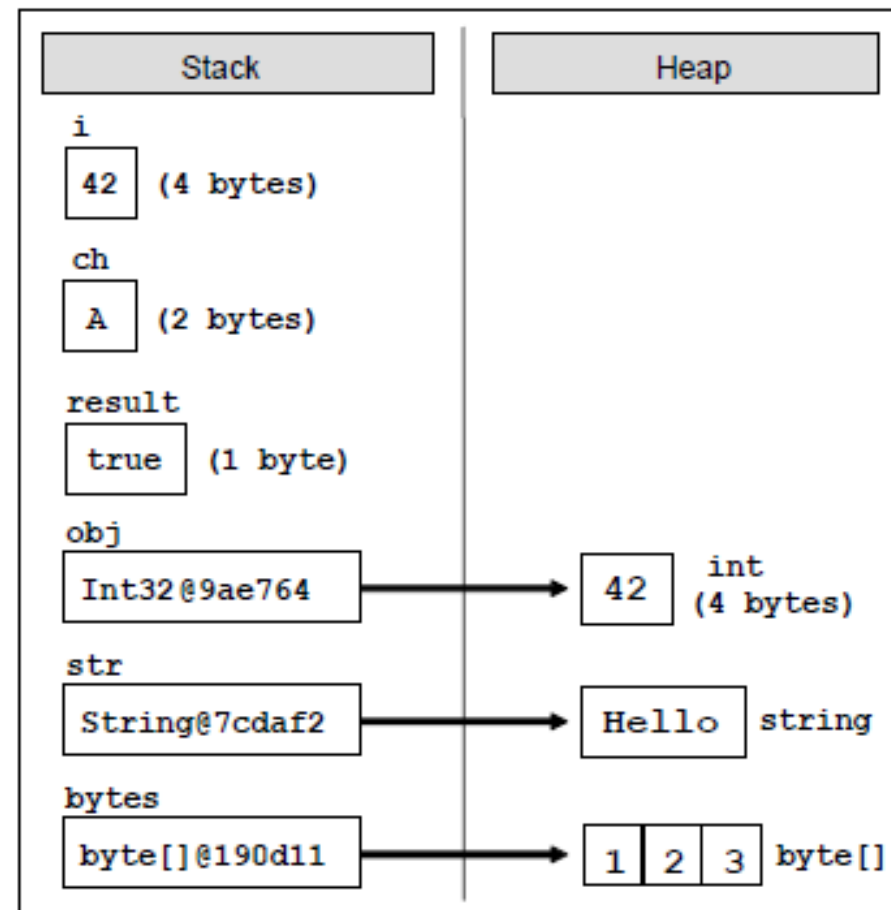 Stack Heap
i
42 (4 bytes)
ch
A (2 bytes)
result
true (1 byte)
obj
Int32@9ae764 42 int
(4 bytes)
str
String@7cdaf2 Hello string
bytes
byte[]@190d11 1 2 3 byte[]